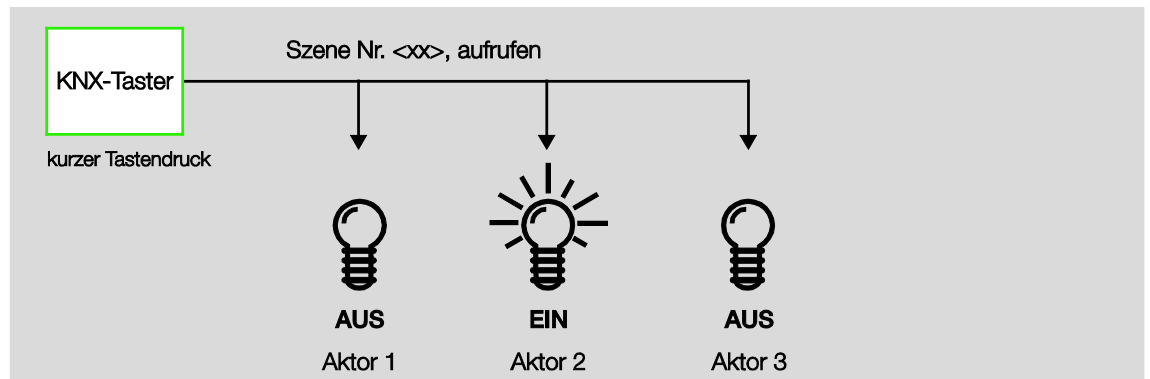 Szene Nr. <xx>, aufrufen
KNX-Taster
kurzer Tastendruck
AUS
EIN
AUS
Aktor 1
Aktor 2
Aktor 3